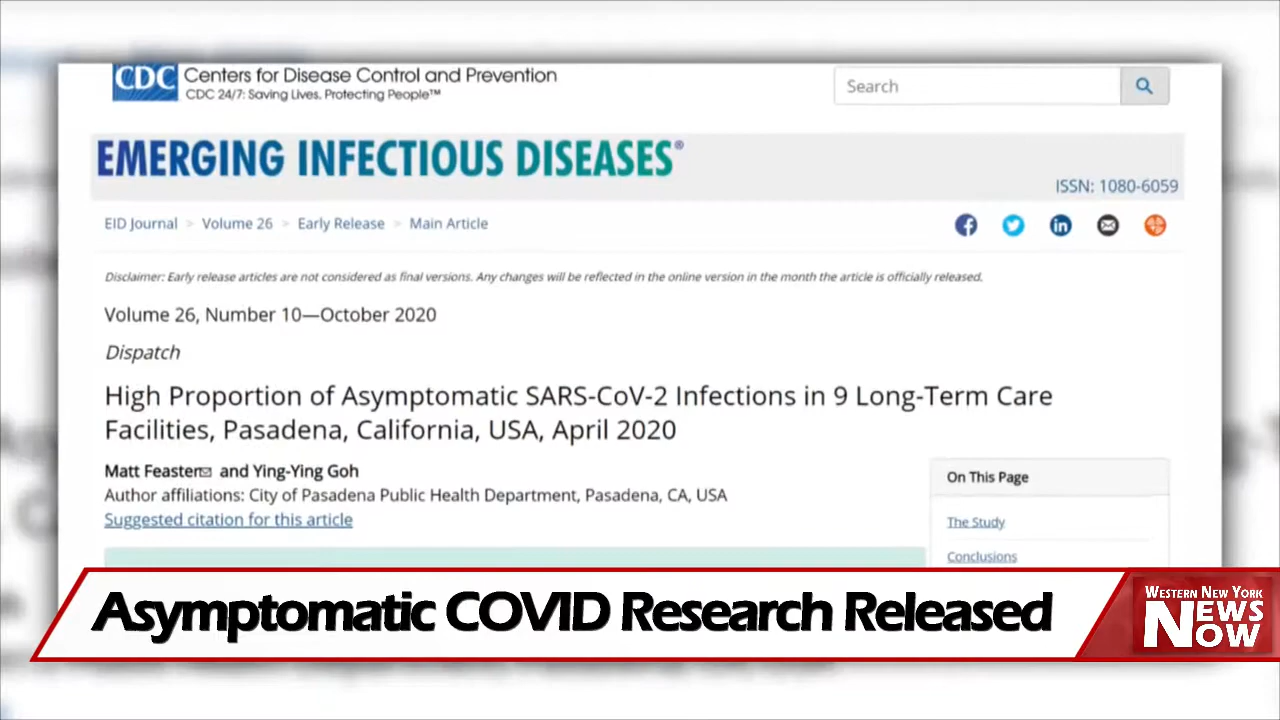 CDC Centers for Disease Control and Prevention
CDC 24/7: Saving Lives. Protecting People™
Search
EMERGING INFECTIOUS DISEASES®
ISSN: 1080-6059
EID Journal > Volume 26 > Early Release > Main Article
Disclaimer: Early release articles are not considered as final versions. Any changes will be reflected in the online version in the month the article is officially released.
Volume 26, Number 10—October 2020
Dispatch
High Proportion of Asymptomatic SARS-CoV-2 Infections in 9 Long-Term Care
Facilities, Pasadena, California, USA, April 2020
Matt Feaster and Ying-Ying Goh
Author affiliations: City of Pasadena Public Health Department, Pasadena, CA, USA
Suggested citation for this article
On This Page
The Study
Conclusions
Asymptomatic COVID Research Released
WESTERN NEW YORK
NEWS
NOW